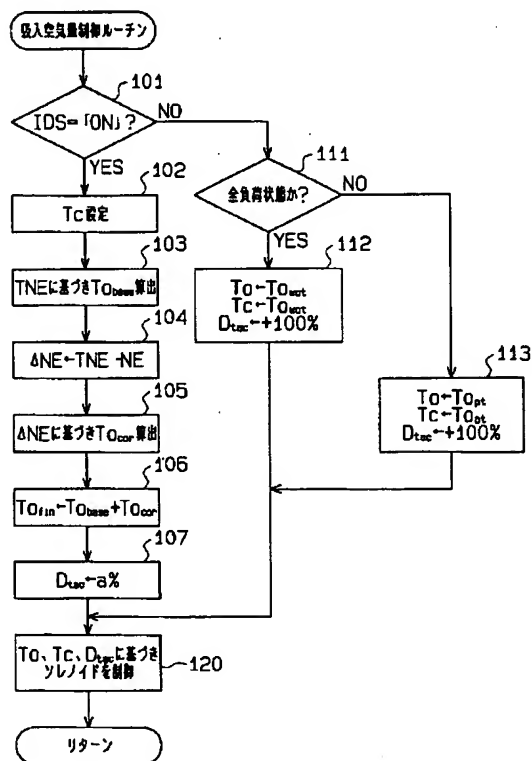 吸入空気量制御ルーチン
101
IDS=「ON」?
NO
YES
111
全負荷状態か?
NO
YES
102
Tc設定
103
TNEに基づきTobase算出
104
ΔNE←TNE-NE
105
ΔNEに基づきTocor算出
106
Tofin←Tobase+Tocor
107
Dtsc←a%
112
To←Towot
Tc←Towot
Dtsc←+100%
113
To←Topt
Tc←Topt
Dtsc←+100%
To、Tc、Dtscに基づき
ソレノイドを制御
120
リターン